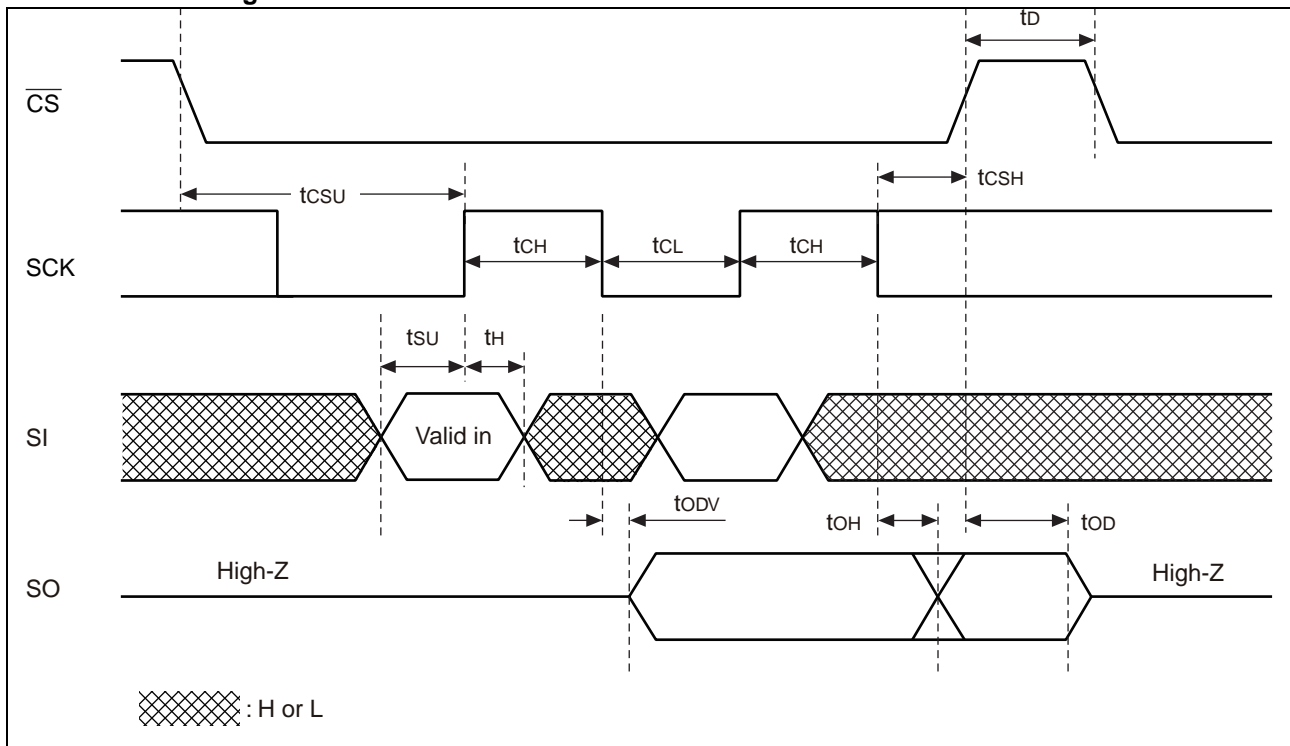 tD
CS
tCSU
tCSH
SCK
tCH
tCL
tCH
tSU
tH
SI
Valid in
tODV
tOH
tOD
SO
High-Z
High-Z
: H or L